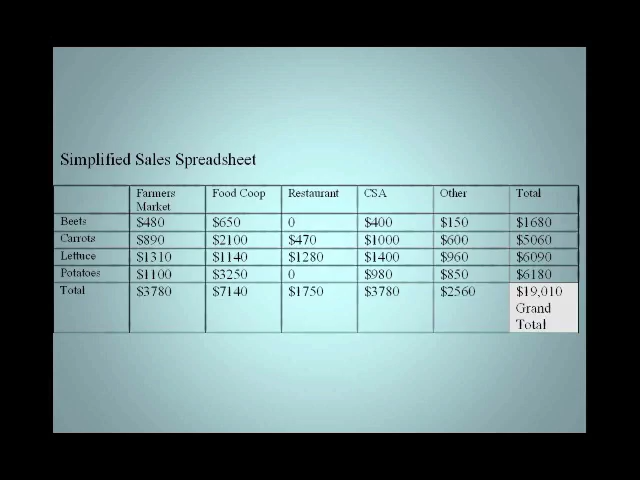 Simplified Sales Spreadsheet
Farmers Market Food Coop Restaurant CSA Other Total
Beets $480 $650 0 $400 $150 $1680
Carrots $890 $2100 $470 $1000 $600 $5060
Lettuce $1310 $1140 $1280 $1400 $960 $6090
Potatoes $1100 $3250 0 $980 $850 $6180
Total $3780 $7140 $1750 $3780 $2560 $19,010 Grand Total